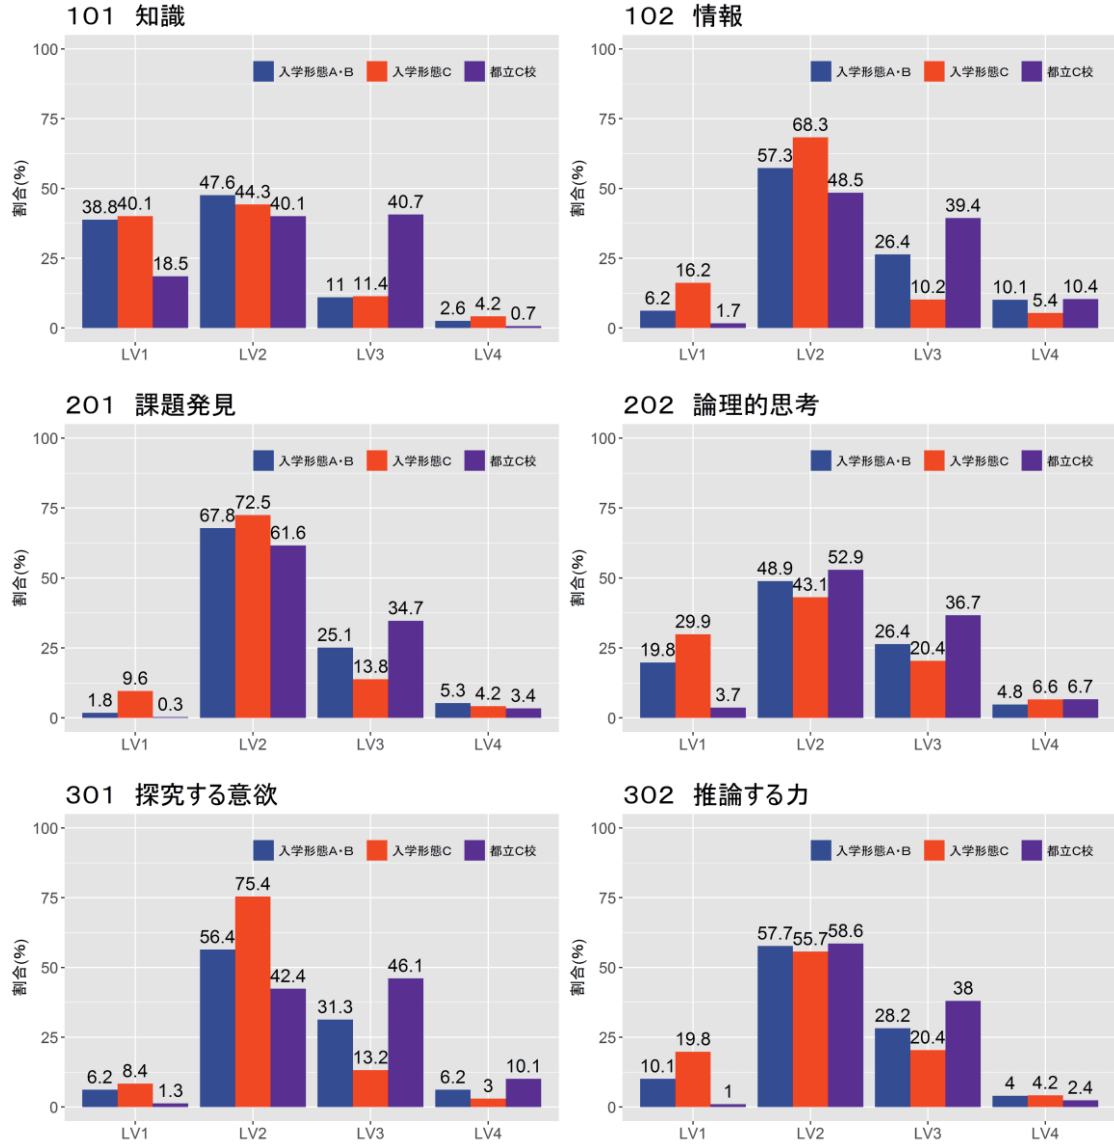 101 知識
102 情報
100
75
50
25
0
割合(%)
入学形態A・B 入学形態C 都立C校
38.8 40.1 18.5
47.6 44.3 40.1
11 11.4 40.7
2.6 4.2 0.7
LV1 LV2 LV3 LV4
100
75
50
25
0
割合(%)
入学形態A・B 入学形態C 都立C校
6.2 16.2 1.7
57.3 68.3 48.5
26.4 10.2 39.4
10.1 5.4 10.4
LV1 LV2 LV3 LV4
201 課題発見
202 論理的思考
100
75
50
25
0
割合(%)
入学形態A・B 入学形態C 都立C校
1.8 9.6 0.3
67.8 72.5 61.6
25.1 13.8 34.7
5.3 4.2 3.4
LV1 LV2 LV3 LV4
100
75
50
25
0
割合(%)
入学形態A・B 入学形態C 都立C校
19.8 29.9 3.7
48.9 43.1 52.9
26.4 20.4 36.7
4.8 6.6 6.7
LV1 LV2 LV3 LV4
301 探究する意欲
302 推論する力
100
75
50
25
0
割合(%)
入学形態A・B 入学形態C 都立C校
6.2 8.4 1.3
56.4 75.4 42.4
31.3 13.2 46.1
6.2 3 10.1
LV1 LV2 LV3 LV4
100
75
50
25
0
割合(%)
入学形態A・B 入学形態C 都立C校
10.1 19.8 1
57.7 55.7 58.6
28.2 20.4 38
4 4.2 2.4
LV1 LV2 LV3 LV4